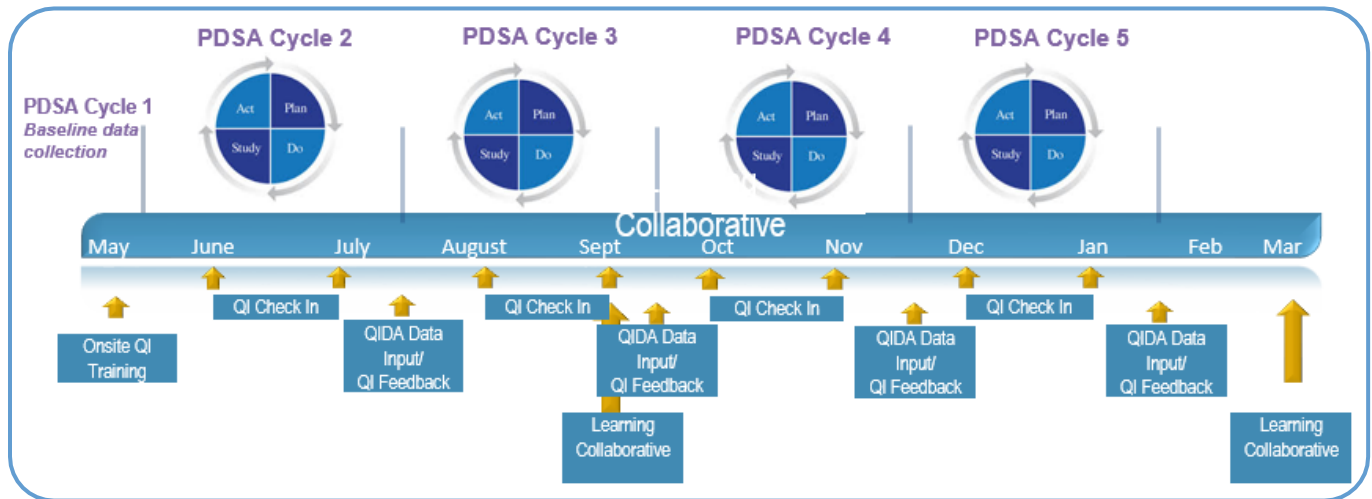 PDSA Cycle 2
PDSA Cycle 3
PDSA Cycle 4
PDSA Cycle 5
PDSA Cycle 1
Baseline data
collection
Act
Plan
Study
Do
Act
Plan
Study
Do
Act
Plan
Study
Do
Act
Plan
Study
Do
Collaborative
May
June
July
August
Sept
Oct
Nov
Dec
Jan
Feb
Mar
QI Check In
QI Check In
QI Check In
QI Check In
Onsite QI
Training
QIDA Data
Input/
QI Feedback
QIDA Data
Input/
QI Feedback
QIDA Data
Input/
QI Feedback
QIDA Data
Input/
QI Feedback
Learning
Collaborative
Learning
Collaborative